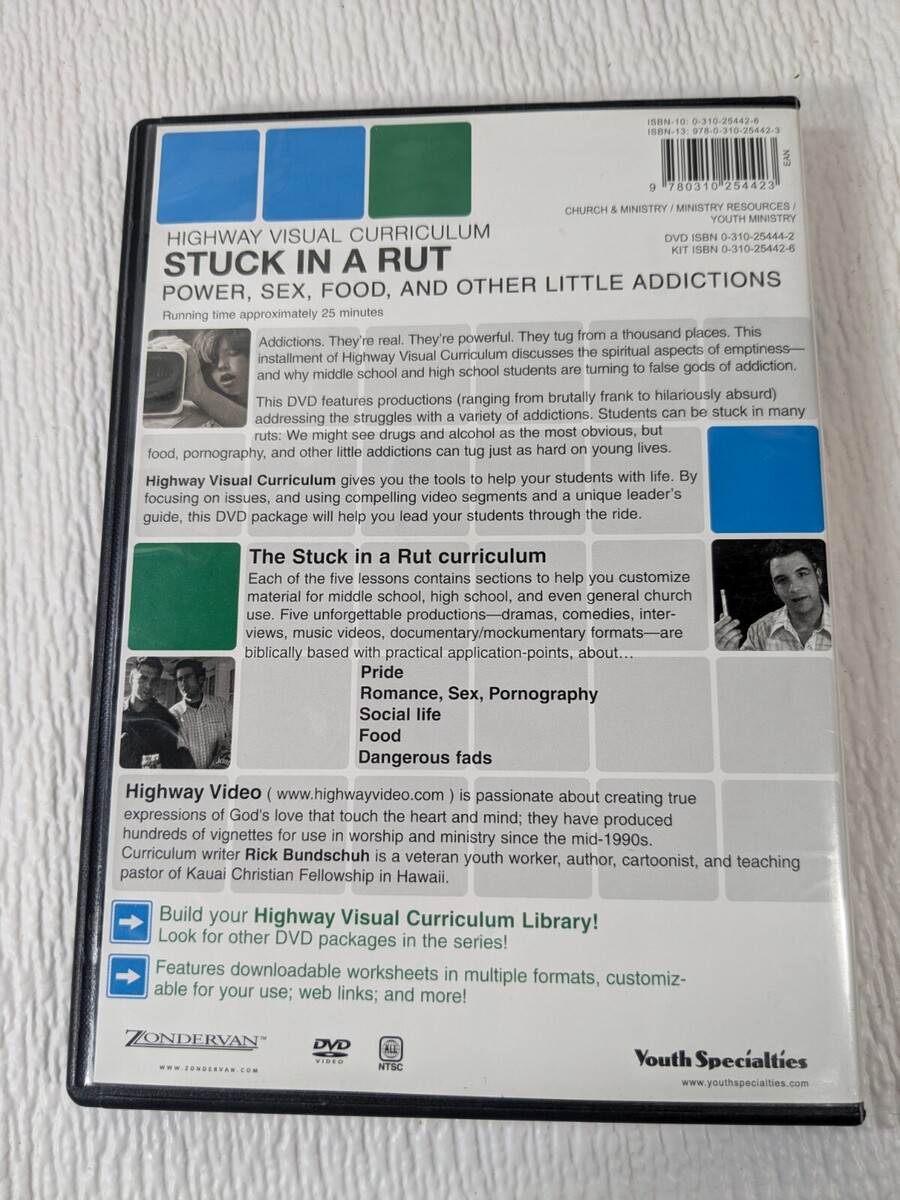 ISBN-10: 0-310-25442-6
ISBN-13: 978-0-310-25442-3
EAN
9 780310 254423
CHURCH & MINISTRY / MINISTRY RESOURCES /
YOUTH MINISTRY
DVD ISBN 0-310-25444-2
KIT ISBN 0-310-25442-6
HIGHWAY VISUAL CURRICULUM
STUCK IN A RUT
POWER, SEX, FOOD, AND OTHER LITTLE ADDICTIONS
Running time approximately 25 minutes
Addictions. They're real. They're powerful. They tug from a thousand places. This
installment of Highway Visual Curriculum discusses the spiritual aspects of emptiness—
and why middle school and high school students are turning to false gods of addiction.
This DVD features productions (ranging from brutally frank to hilariously absurd)
addressing the struggles with a variety of addictions. Students can be stuck in many
ruts: We might see drugs and alcohol as the most obvious, but
food, pornography, and other little addictions can tug just as hard on young lives.
Highway Visual Curriculum gives you the tools to help your students with life. By
focusing on issues, and using compelling video segments and a unique leader's
guide, this DVD package will help you lead your students through the ride.
The Stuck in a Rut curriculum
Each of the five lessons contains sections to help you customize
material for middle school, high school, and even general church
use. Five unforgettable productions—dramas, comedies, inter-
views, music videos, documentary/mockumentary formats—are
biblically based with practical application-points, about...
Pride
Romance, Sex, Pornography
Social life
Food
Dangerous fads
Highway Video ( www.highwayvideo.com ) is passionate about creating true
expressions of God's love that touch the heart and mind; they have produced
hundreds of vignettes for use in worship and ministry since the mid-1990s.
Curriculum writer Rick Bundschuh is a veteran youth worker, author, cartoonist, and teaching
pastor of Kauai Christian Fellowship in Hawaii.
Build your Highway Visual Curriculum Library!
Look for other DVD packages in the series!
Features downloadable worksheets in multiple formats, customiz-
able for your use; web links; and more!
ZONDERVAN™
WWW.ZONDERVAN.COM
DVD
VIDEO
ALL
NTSC
Youth Specialties
www.youthspecialties.com